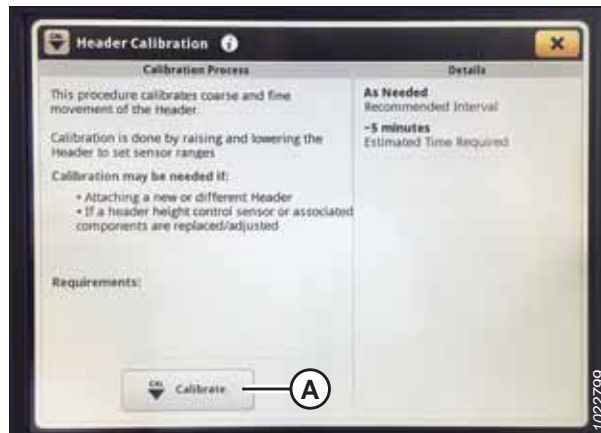 CAL
Header Calibration i
Calibration Process
Details
This procedure calibrates coarse and fine
movement of the Header.
Calibration is done by raising and lowering the
Header to set sensor ranges
Calibration may be needed if:
• Attaching a new or different Header
• If a header height control sensor or associated
components are replaced/adjusted
Requirements:
As Needed
Recommended Interval
~5 minutes
Estimated Time Required
CAL Calibrate
A
1022799